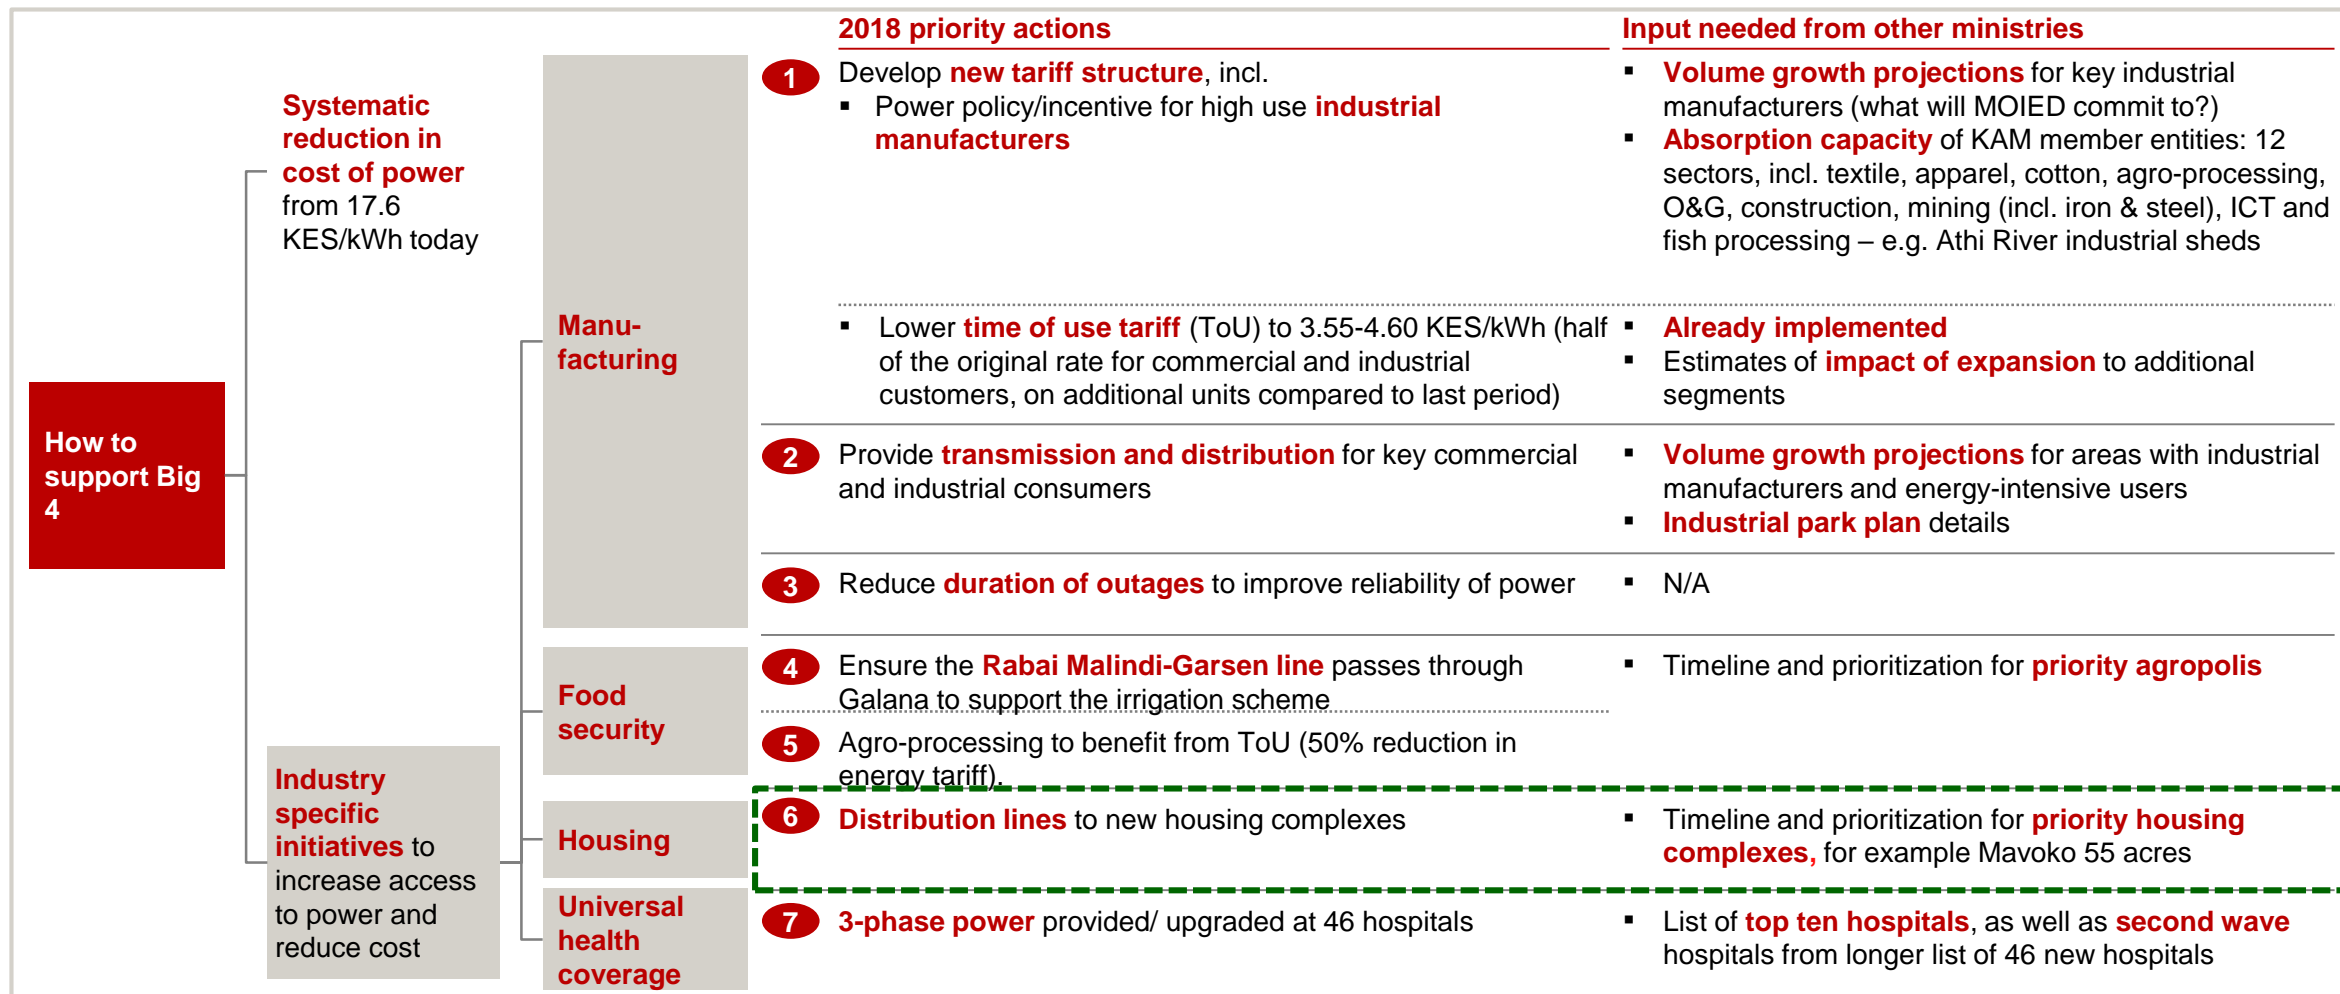 2018 priority actions
Input needed from other ministries
How to
support Big
4
Systematic
reduction in
cost of power
from 17.6
KES/kWh today
Industry
specific
initiatives to
increase access
to power and
reduce cost
Manu-
facturing
1
Develop new tariff structure, incl.
▪ Power policy/incentive for high use industrial
manufacturers
▪ Volume growth projections for key industrial
manufacturers (what will MOIED commit to?)
▪ Absorption capacity of KAM member entities: 12
sectors, incl. textile, apparel, cotton, agro-processing,
O&G, construction, mining (incl. iron & steel), ICT and
fish processing – e.g. Athi River industrial sheds
▪ Lower time of use tariff (ToU) to 3.55-4.60 KES/kWh (half
of the original rate for commercial and industrial
customers, on additional units compared to last period)
▪ Already implemented
▪ Estimates of impact of expansion to additional
segments
2
Provide transmission and distribution for key commercial
and industrial consumers
▪ Volume growth projections for areas with industrial
manufacturers and energy-intensive users
▪ Industrial park plan details
3
Reduce duration of outages to improve reliability of power
▪ N/A
Food
security
4
Ensure the Rabai Malindi-Garsen line passes through
Galana to support the irrigation scheme
▪ Timeline and prioritization for priority agropolis
5
Agro-processing to benefit from ToU (50% reduction in
energy tariff).
Housing
6
Distribution lines to new housing complexes
▪ Timeline and prioritization for priority housing
complexes, for example Mavoko 55 acres
Universal
health
coverage
7
3-phase power provided/ upgraded at 46 hospitals
▪ List of top ten hospitals, as well as second wave
hospitals from longer list of 46 new hospitals